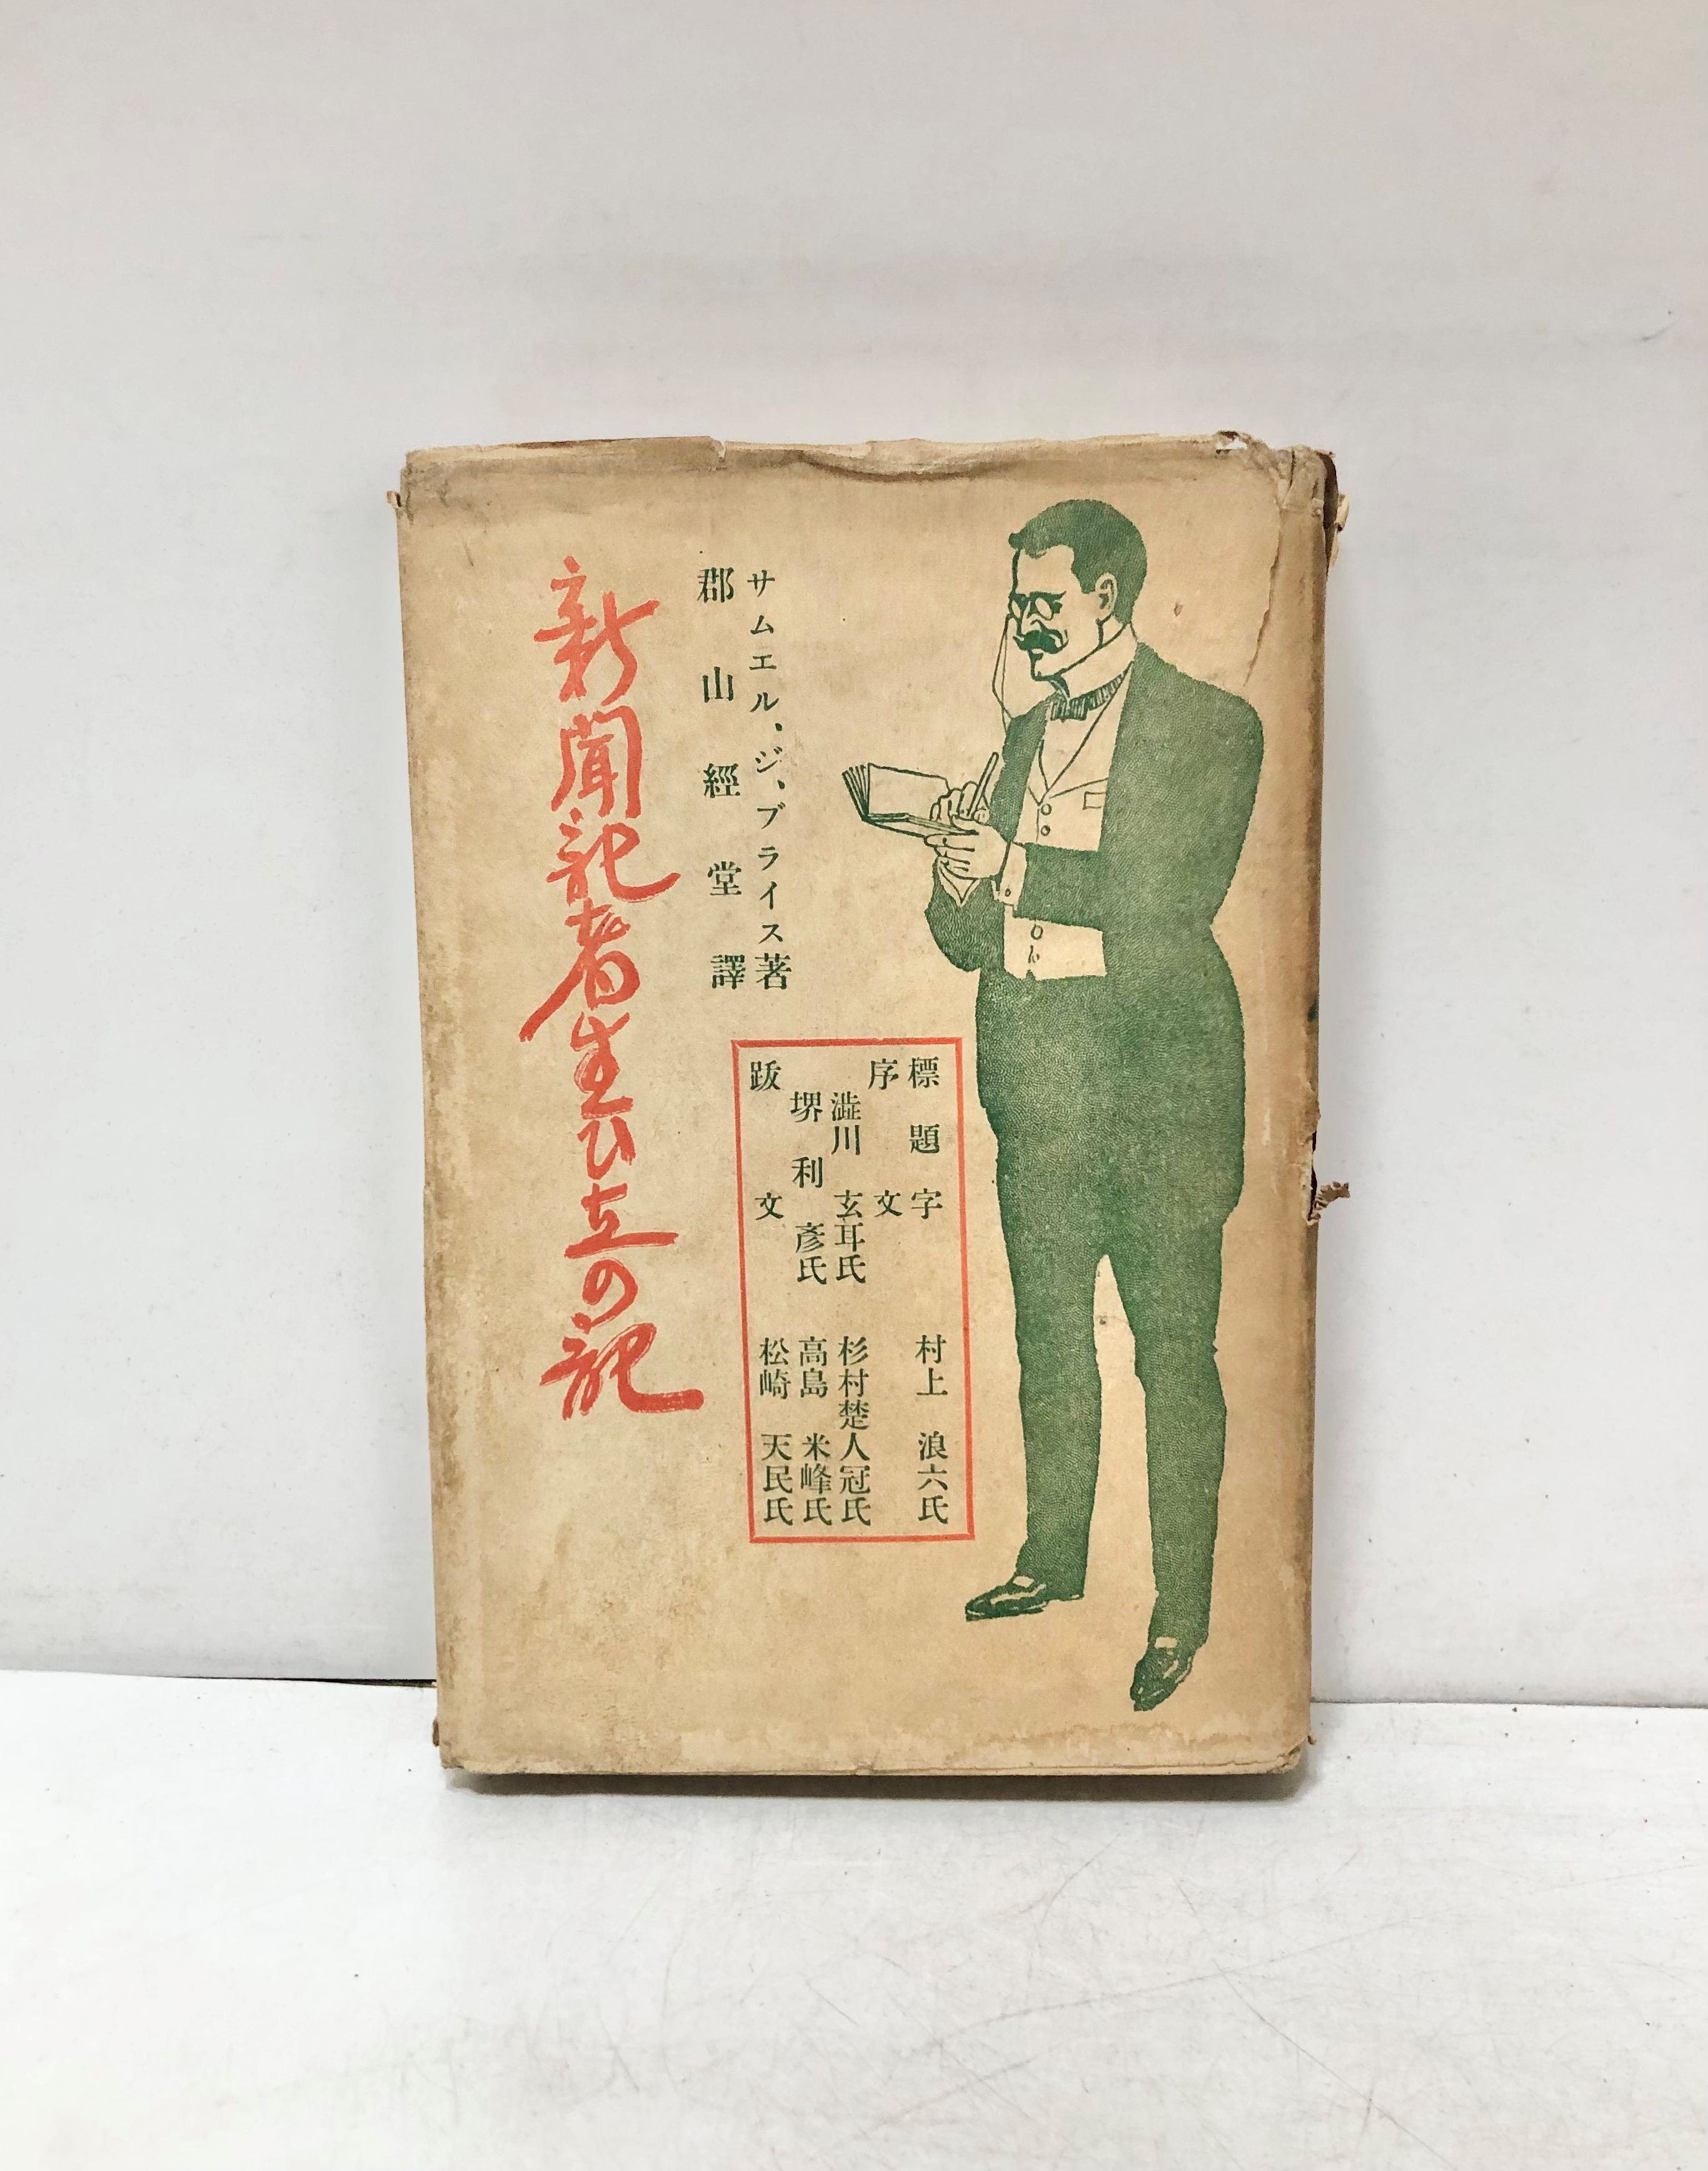 サムエル、ジ、ブライス著
郡山經堂譯
新聞記者生ひ立の記
標題字 村上浪六氏
序文
澁川玄耳氏 杉村楚人冠氏
堺利彥氏 高島米峰氏
跋文 松崎天民氏